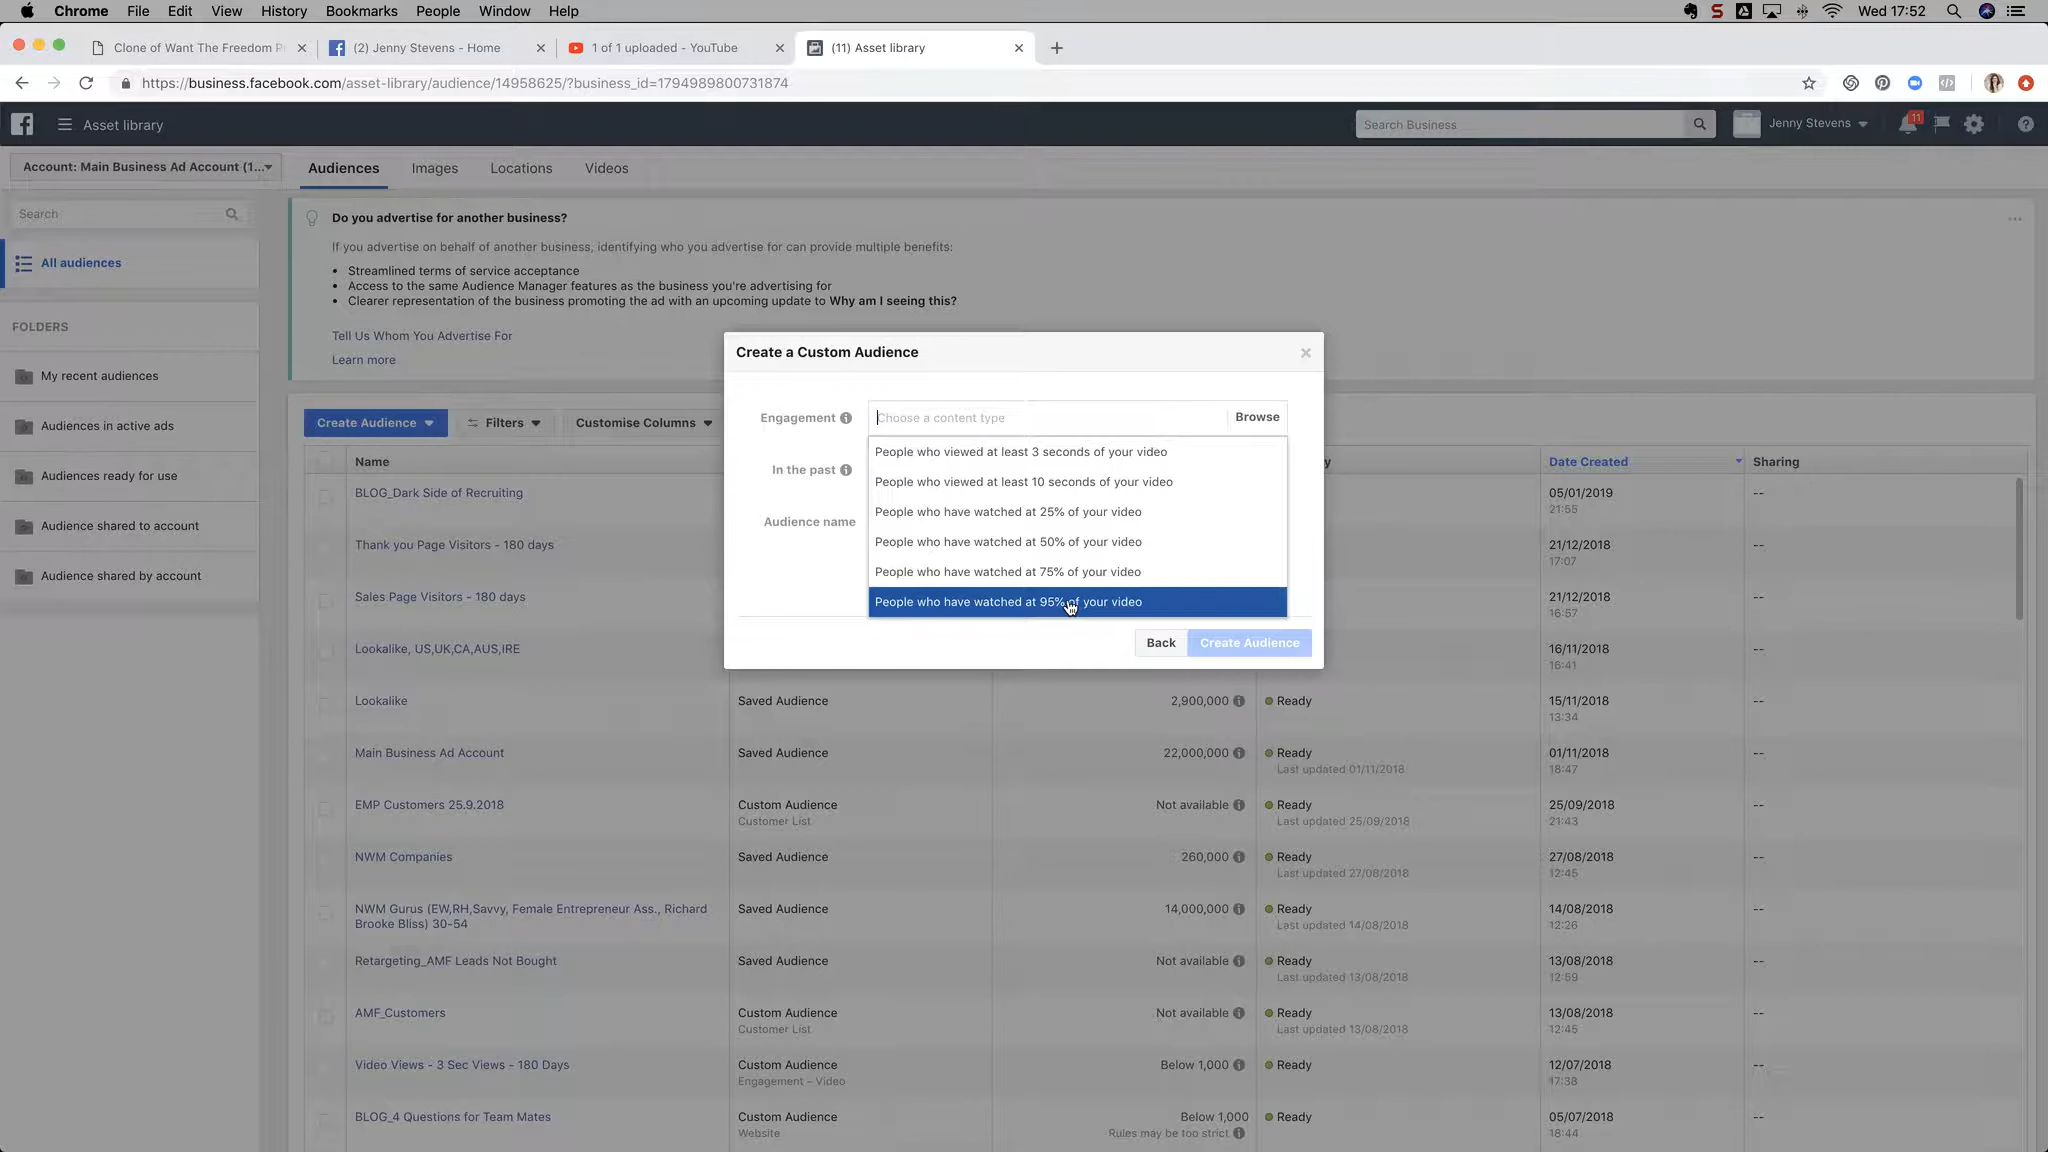 Chrome File Edit View History Bookmarks People Window Help
Wed 17:52
Clone of Want The Freedom
(2) Jenny Stevens - Home
1 of 1 uploaded - YouTube
(11) Asset library
https://business.facebook.com/asset-library/audience/14958625/?business_id=1794989800731874
Asset library
Search Business
Jenny Stevens
11
Account: Main Business Ad Account (1...
Audiences Images Locations Videos
Search
All audiences
FOLDERS
My recent audiences
Audiences in active ads
Audiences ready for use
Audience shared to account
Audience shared by account
Do you advertise for another business?
If you advertise on behalf of another business, identifying who you advertise for can provide multiple benefits:
• Streamlined terms of service acceptance
• Access to the same Audience Manager features as the business you're advertising for
• Clearer representation of the business promoting the ad with an upcoming update to Why am I seeing this?
Tell Us Whom You Advertise For
Learn more
Create Audience Filters Customise Columns
Create a Custom Audience
Engagement
Choose a content type
Browse
In the past
Audience name
People who viewed at least 3 seconds of your video
People who viewed at least 10 seconds of your video
People who have watched at 25% of your video
People who have watched at 50% of your video
People who have watched at 75% of your video
People who have watched at 95% of your video
Back
Create Audience
Name
Date Created
Sharing
BLOG_Dark Side of Recruiting 05/01/2019 --
21:55
Thank you Page Visitors - 180 days 21/12/2018 --
17:07
Sales Page Visitors - 180 days 21/12/2018 --
16:57
Lookalike, US,UK,CA,AUS,IRE 16/11/2018 --
16:41
Lookalike Saved Audience 2,900,000 Ready 15/11/2018 --
13:34
Main Business Ad Account Saved Audience 22,000,000 Ready 01/11/2018 --
Last updated 01/11/2018 18:47
EMP Customers 25.9.2018 Custom Audience Not available Ready 25/09/2018 --
Customer List Last updated 25/09/2018 21:43
NWM Companies Saved Audience 260,000 Ready 27/08/2018 --
Last updated 27/08/2018 12:45
NWM Gurus (EW,RH,Savvy, Female Entrepreneur Ass., Richard Saved Audience 14,000,000 Ready 14/08/2018 --
Brooke Bliss) 30-54 Last updated 14/08/2018 12:26
Retargeting_AMF Leads Not Bought Saved Audience Not available Ready 13/08/2018 --
Last updated 13/08/2018 12:59
AMF_Customers Custom Audience Not available Ready 13/08/2018 --
Customer List Last updated 13/08/2018 12:45
Video Views - 3 Sec Views - 180 Days Custom Audience Below 1,000 Ready 12/07/2018 --
Engagement – Video 17:38
BLOG_4 Questions for Team Mates Custom Audience Below 1,000 Ready 05/07/2018 --
Website Rules may be too strict 18:44